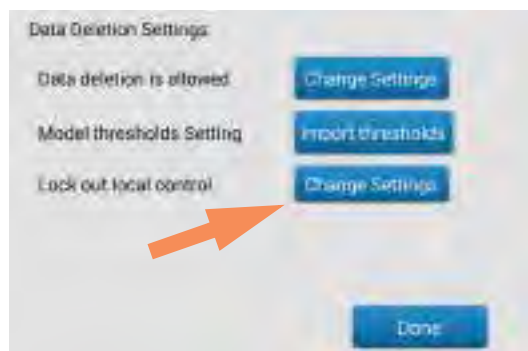 Data Deletion Settings:
Data deletion is allowed Change Settings
Model thresholds Setting Import thresholds
Lock out local control Change Settings
Done